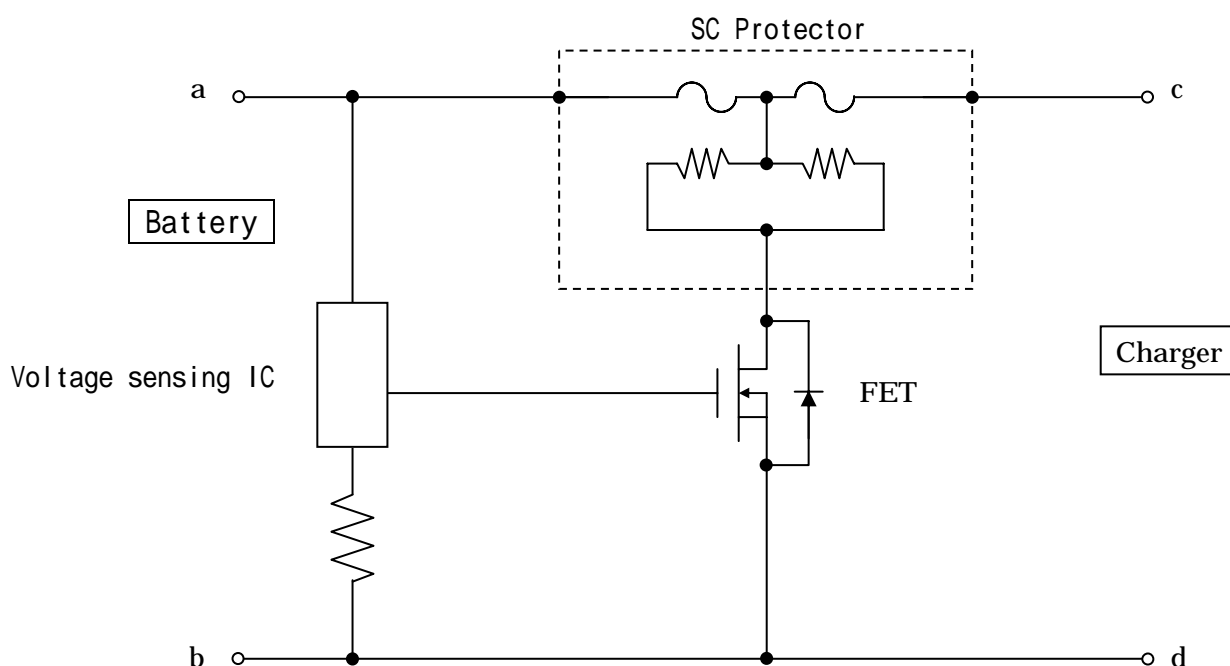 SC Protector
a
c
Battery
Charger
Voltage sensing IC
FET
b
d